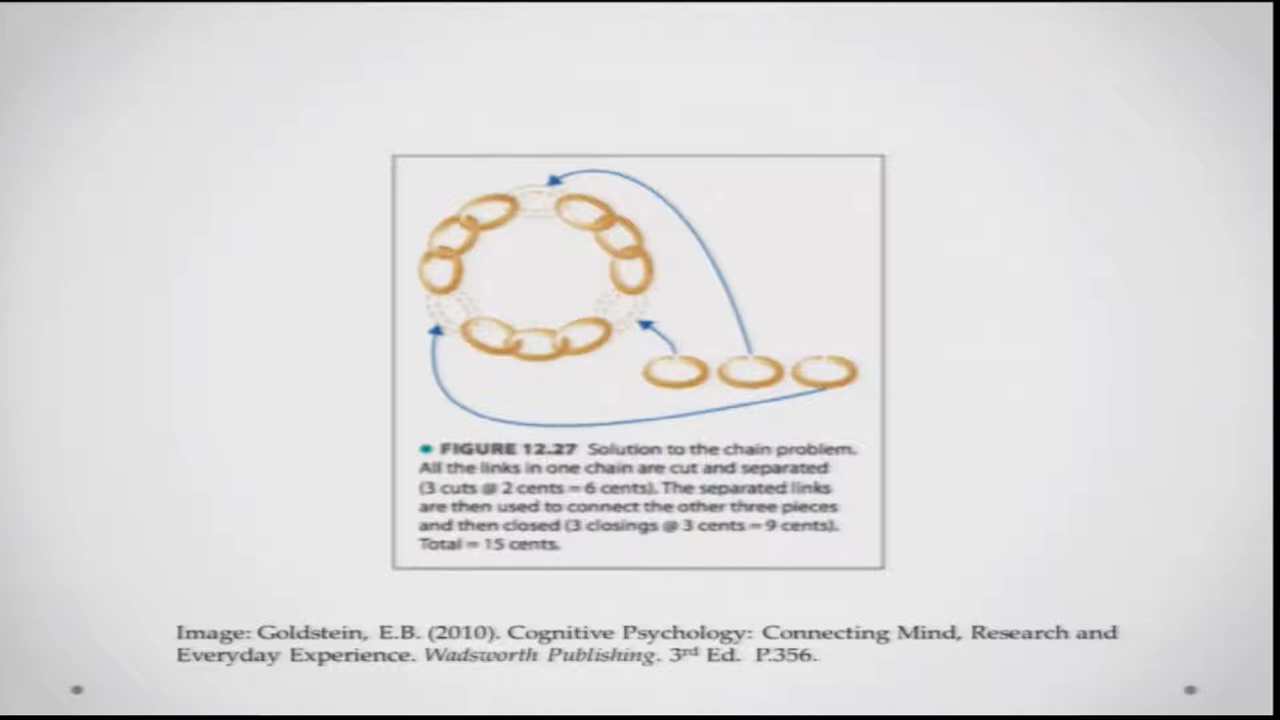 • FIGURE 12.27 Solution to the chain problem.
All the links in one chain are cut and separated
(3 cuts @ 2 cents = 6 cents). The separated links
are then used to connect the other three pieces
and then closed (3 closings @ 3 cents = 9 cents).
Total = 15 cents.
Image: Goldstein, E.B. (2010). Cognitive Psychology: Connecting Mind, Research and
Everyday Experience. Wadsworth Publishing. 3rd Ed. P.356.